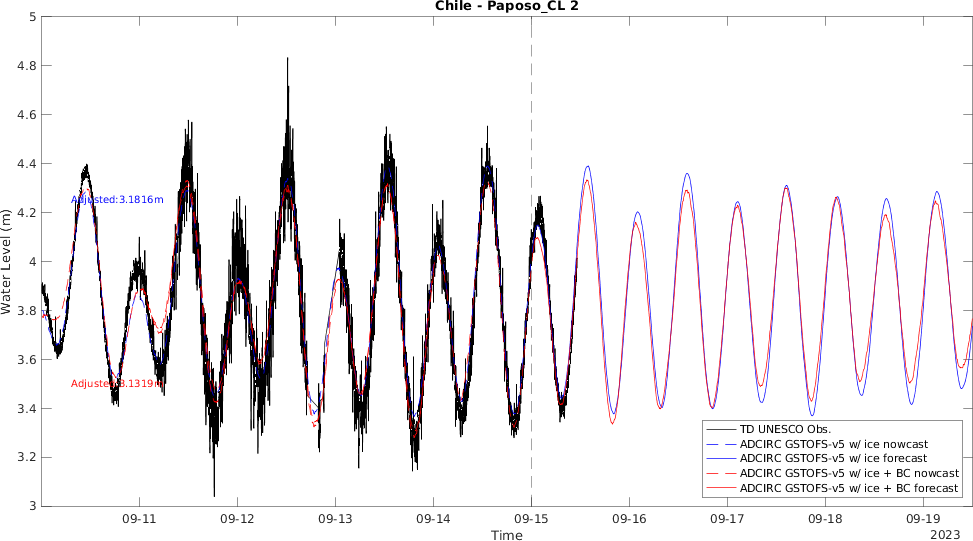 Chile - Paposo_CL 2
Water Level (m)
5
4.8
4.6
4.4
4.2
4
3.8
3.6
3.4
3.2
3
Adjusted:3.1816m
Adjusted:3.1319m
09-11
09-12
09-13
09-14
09-15
09-16
09-17
09-18
09-19
Time
2023
TD UNESCO Obs.
ADCIRC GSTOFS-v5 w/ ice nowcast
ADCIRC GSTOFS-v5 w/ ice forecast
ADCIRC GSTOFS-v5 w/ ice + BC nowcast
ADCIRC GSTOFS-v5 w/ ice + BC forecast